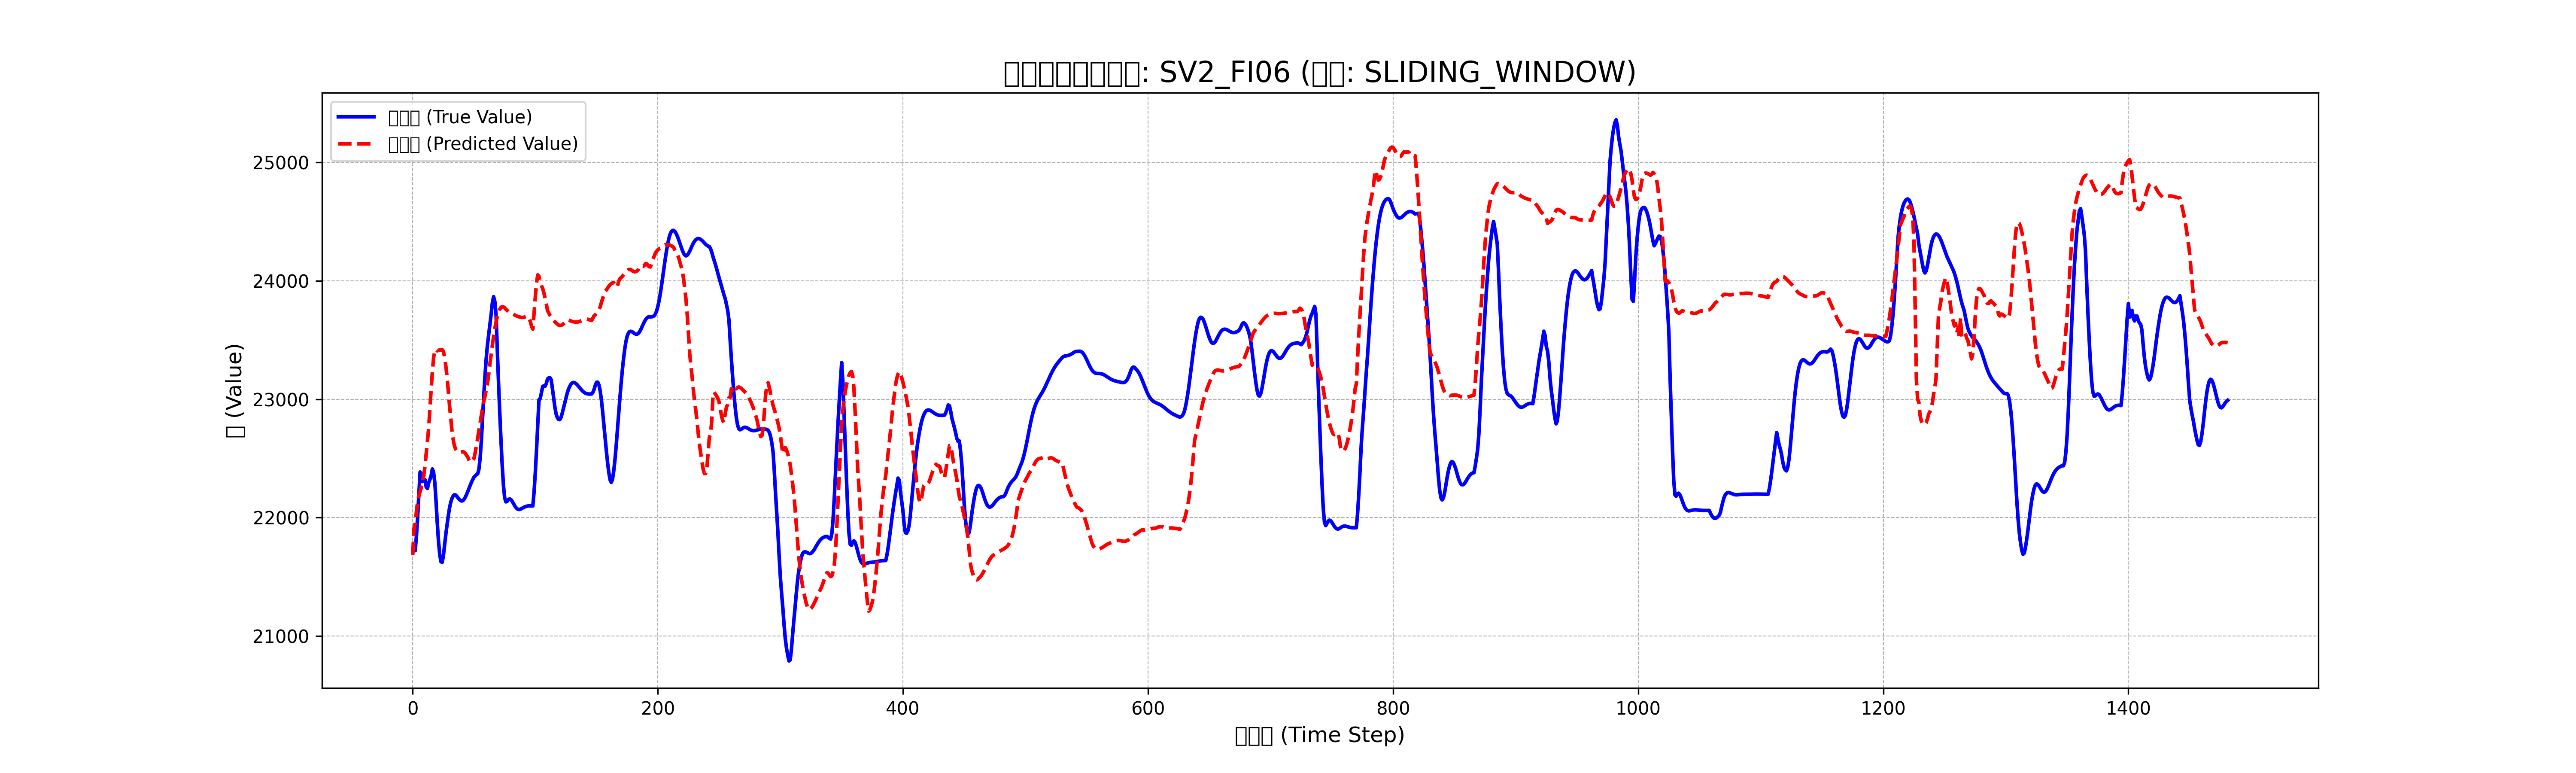 : SV2_FI06 (: SLIDING_WINDOW)
(True Value)
(Predicted Value)
25000
24000
23000
22000
21000
(Value)
0 200 400 600 800 1000 1200 1400
(Time Step)